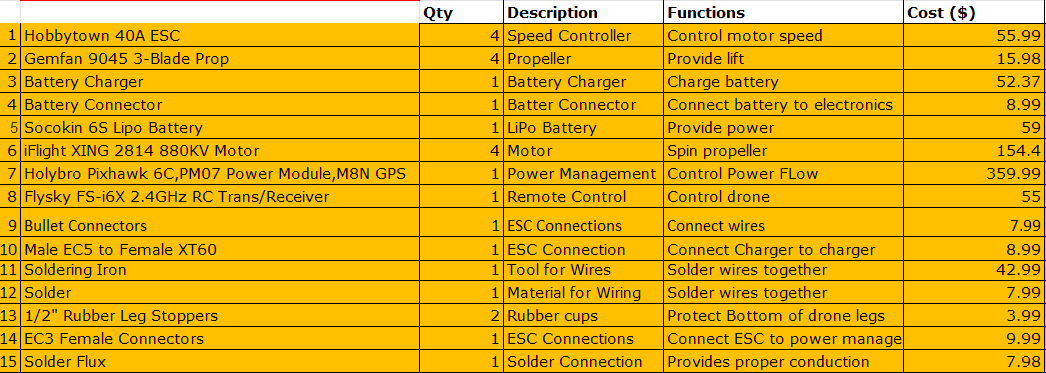 Qty Description Functions Cost ($)
1 Hobbytown 40A ESC 4 Speed Controller Control motor speed 55.99
2 Gemfan 9045 3-Blade Prop 4 Propeller Provide lift 15.98
3 Battery Charger 1 Battery Charger Charge battery 52.37
4 Battery Connector 1 Batter Connector Connect battery to electronics 8.99
5 Socokin 6S Lipo Battery 1 LiPo Battery Provide power 59
6 iFlight XING 2814 880KV Motor 4 Motor Spin propeller 154.4
7 Holybro Pixhawk 6C,PM07 Power Module,M8N GPS 1 Power Management Control Power FLow 359.99
8 Flysky FS-i6X 2.4GHz RC Trans/Receiver 1 Remote Control Control drone 55
9 Bullet Connectors 1 ESC Connections Connect wires 7.99
10 Male EC5 to Female XT60 1 ESC Connection Connect Charger to charger 8.99
11 Soldering Iron 1 Tool for Wires Solder wires together 42.99
12 Solder 1 Material for Wiring Solder wires together 7.99
13 1/2" Rubber Leg Stoppers 2 Rubber cups Protect Bottom of drone legs 3.99
14 EC3 Female Connectors 1 ESC Connections Connect ESC to power manage 9.99
15 Solder Flux 1 Solder Connection Provides proper conduction 7.98